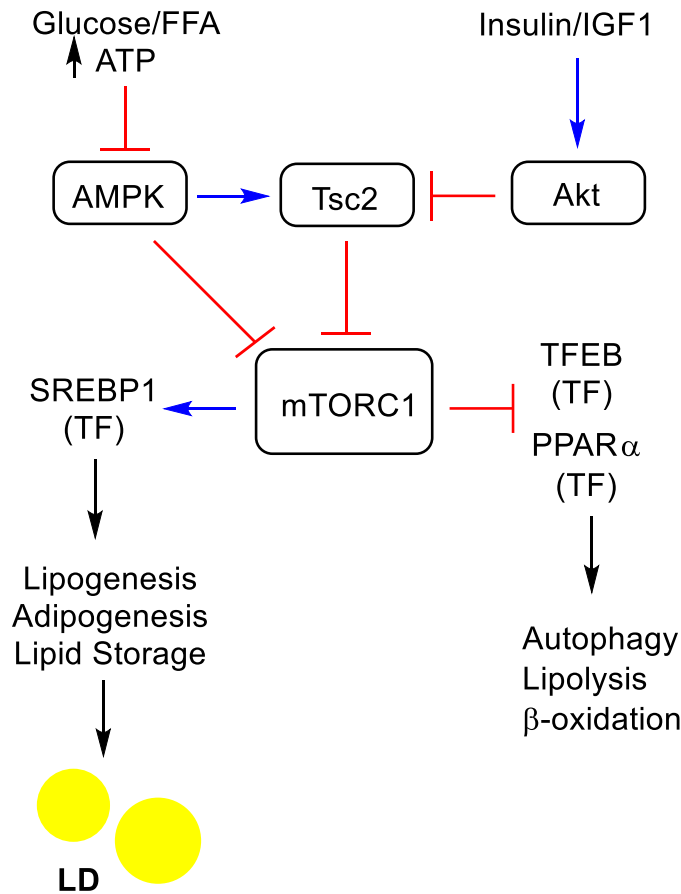 Glucose/FFA
ATP
Insulin/IGF1
AMPK
Tsc2
Akt
SREBP1
(TF)
mTORC1
TFEB
(TF)
PPARα
(TF)
Lipogenesis
Adipogenesis
Lipid Storage
Autophagy
Lipolysis
β-oxidation
LD